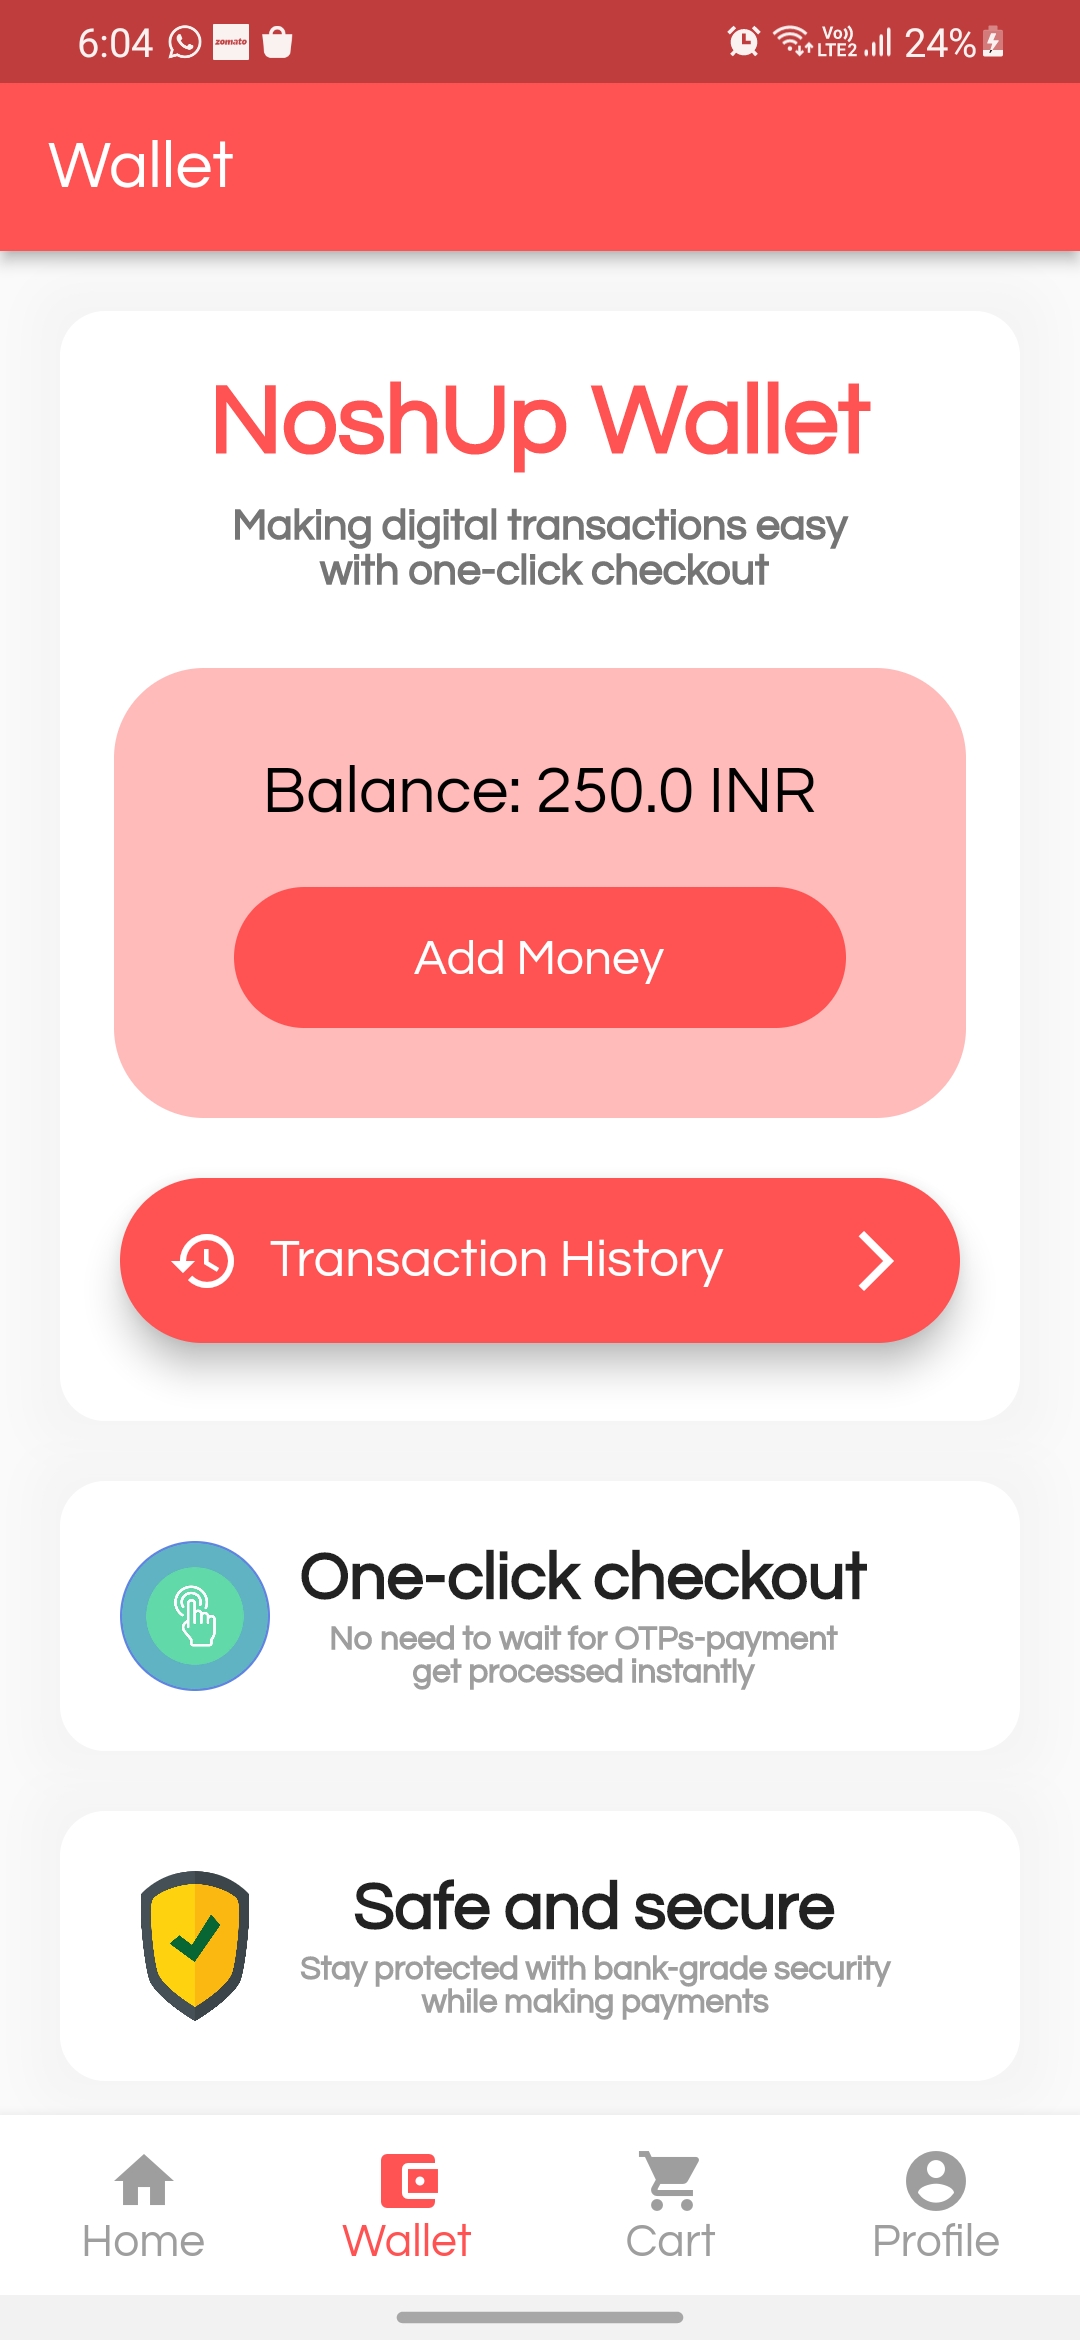 6:04 zomato Vo)) LTE2 24%
Wallet
NoshUp Wallet
Making digital transactions easy
with one-click checkout
Balance: 250.0 INR
Add Money
Transaction History
One-click checkout
No need to wait for OTPs-payment
get processed instantly
Safe and secure
Stay protected with bank-grade security
while making payments
Home Wallet Cart Profile